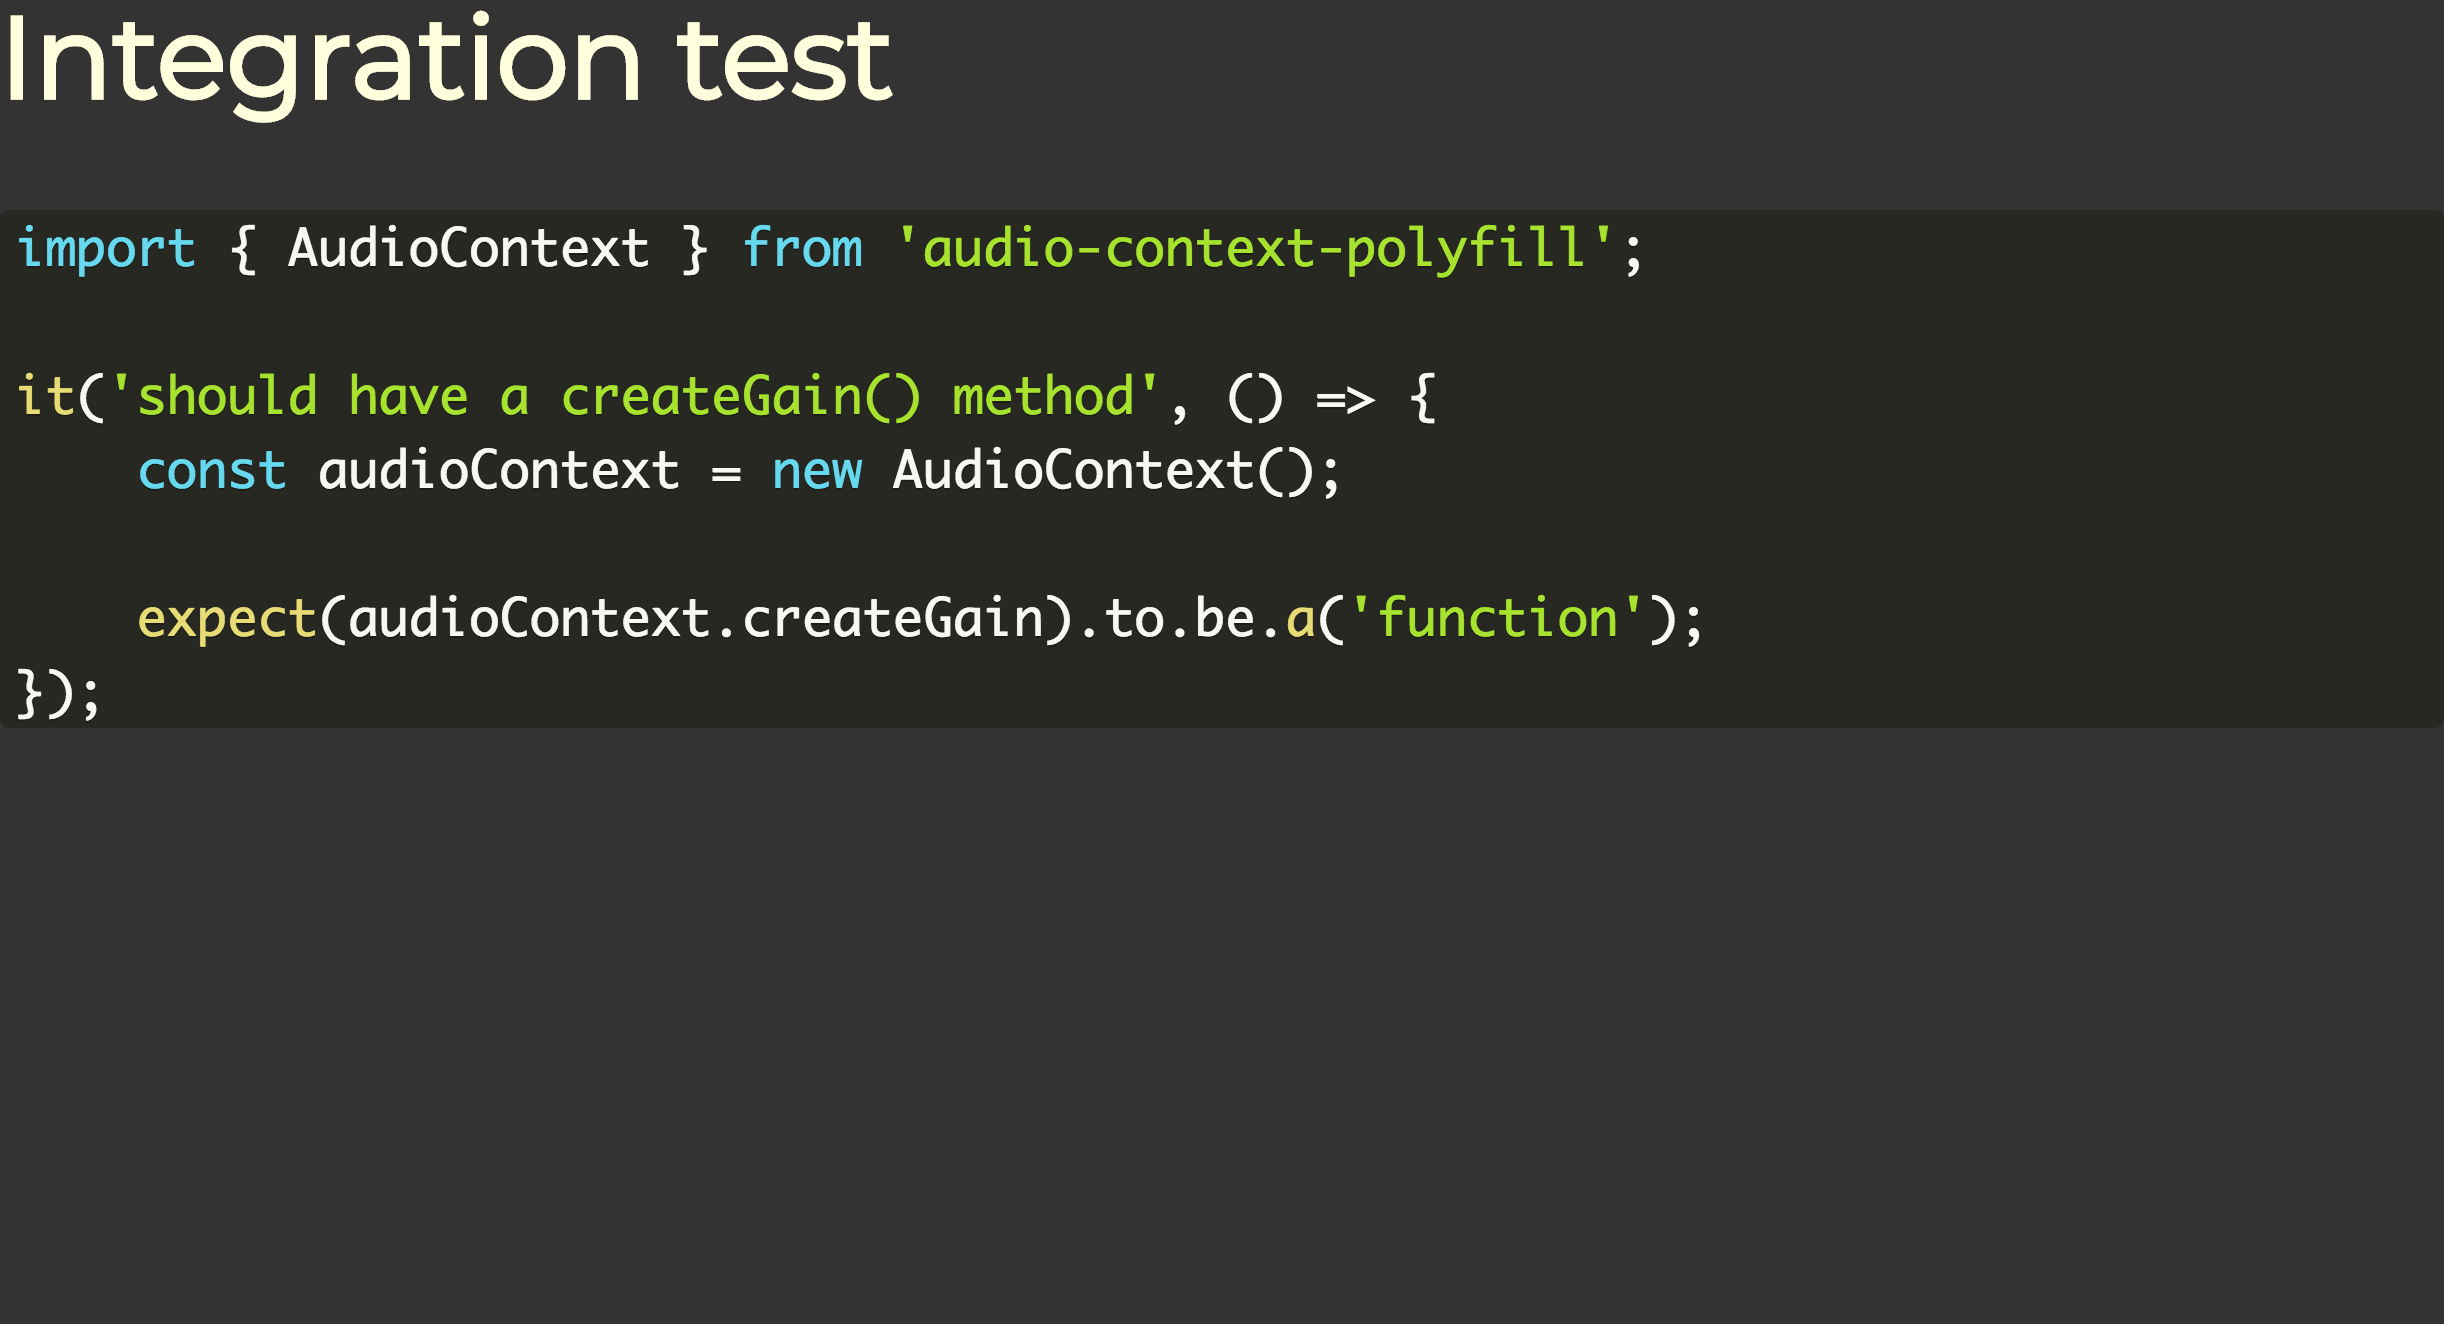 Integration test
import { AudioContext } from 'audio-context-polyfill';
it('should have a createGain() method', () => {
    const audioContext = new AudioContext();
    expect(audioContext.createGain).to.be.a('function');
});